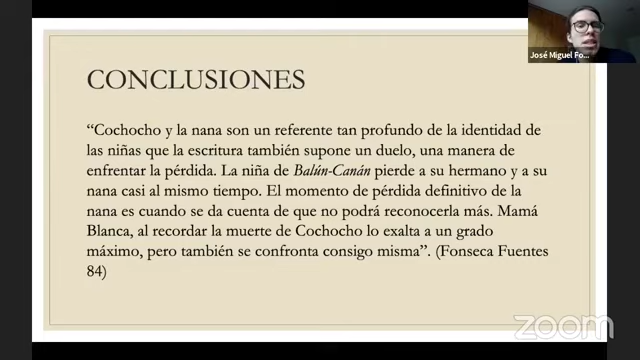 José Miguel Fo...
CONCLUSIONES
“Cochocho y la nana son un referente tan profundo de la identidad de
las niñas que la escritura también supone un duelo, una manera de
enfrentar la pérdida. La niña de Balún-Canán pierde a su hermano y a su
nana casi al mismo tiempo. El momento de pérdida definitivo de la
nana es cuando se da cuenta de que no podrá reconocerla más. Mamá
Blanca, al recordar la muerte de Cochocho lo exalta a un grado
máximo, pero también se confronta consigo misma”. (Fonseca Fuentes
84)
zoom